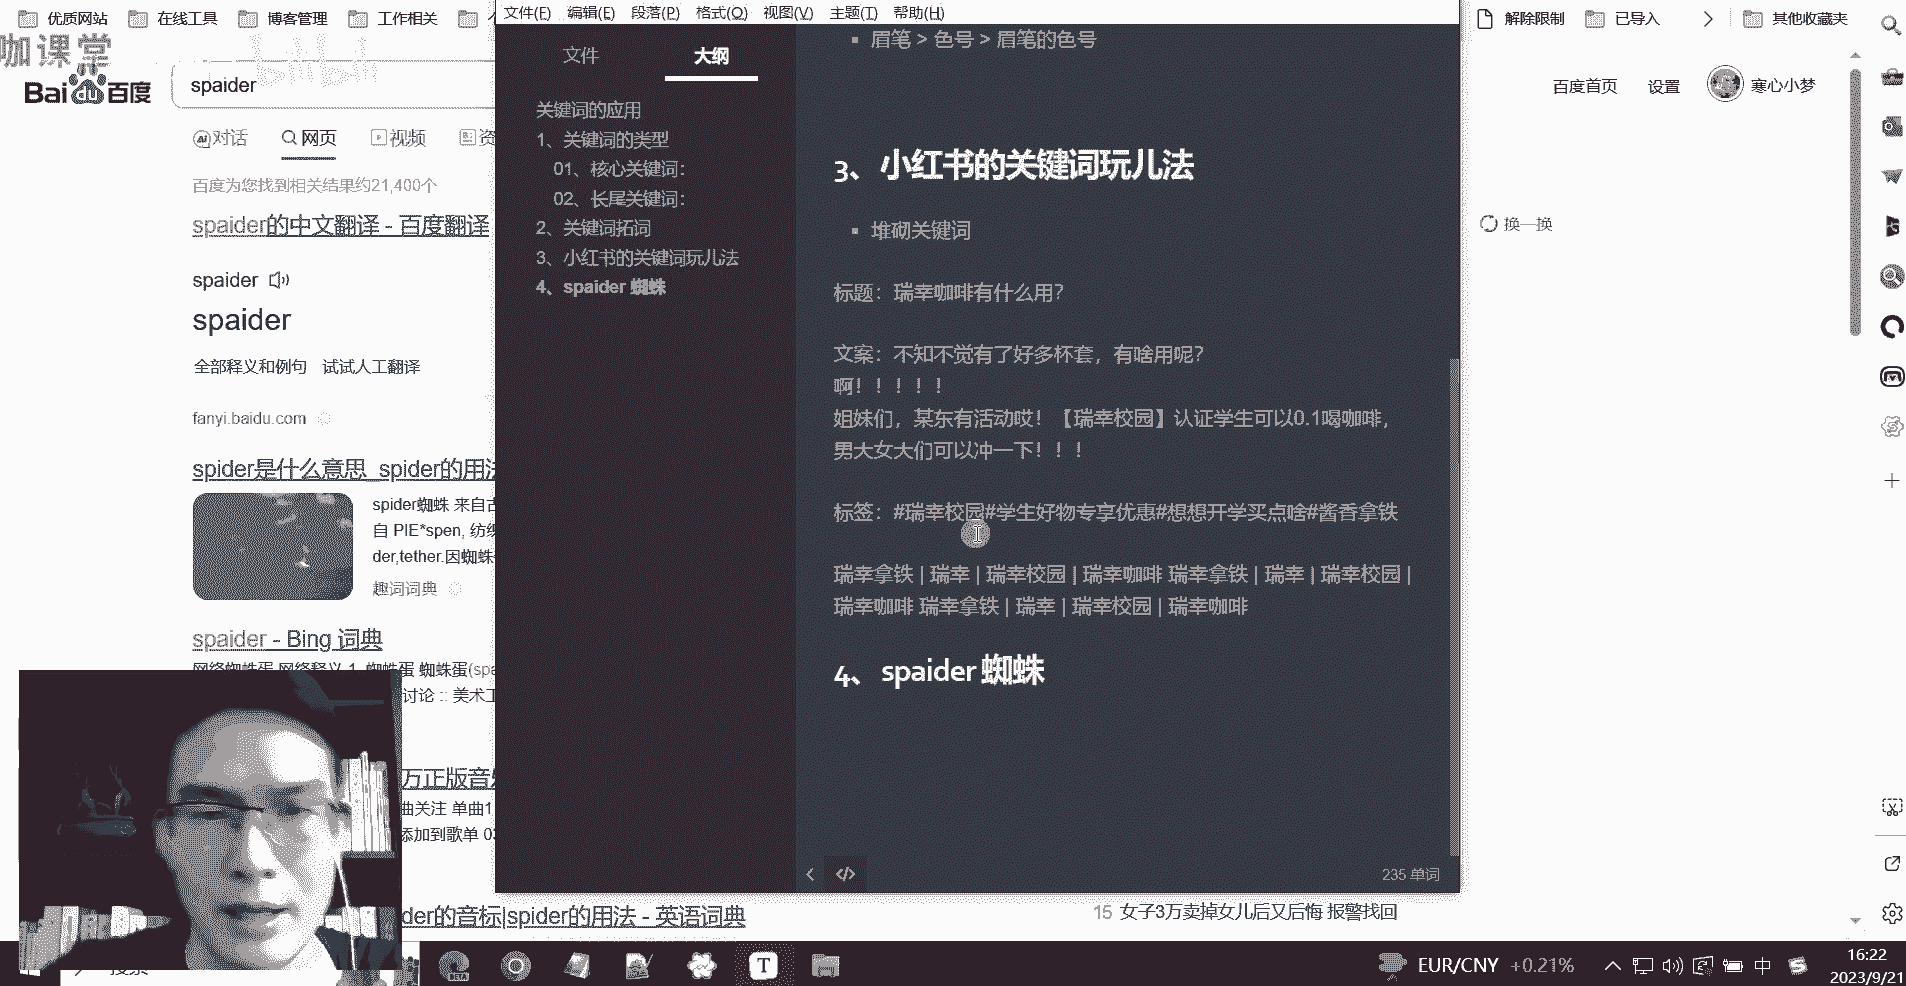 优质网站 在线工具 博客管理 工作相关
咖课堂
bilibili
Bai du 百度
spaider
对话 网页 视频
百度为您找到相关结果约21,400个
spaider的中文翻译 - 百度翻译
spaider
spaider
全部释义和例句 试试人工翻译
fanyi.baidu.com
spider是什么意思_spider的用法
spider蜘蛛 来自古
自 PIE*spen, 纺织
der,tether.因蜘蛛
趣词词典
spaider - Bing 词典
网络蜘蛛蛋 网络释义 1. 蜘蛛蛋 蜘蛛蛋(spa
讨论 :: 美术工
万正版音乐
曲关注 单曲1
添加到歌单 03
der的音标|spider的用法 - 英语词典
文件(F) 编辑(E) 段落(P) 格式(O) 视图(V) 主题(T) 帮助(H)
文件 大纲
关键词的应用
1、关键词的类型
01、核心关键词：
02、长尾关键词：
2、关键词拓词
3、小红书的关键词玩儿法
4、spaider 蜘蛛
眉笔 > 色号 > 眉笔的色号
3、小红书的关键词玩儿法
堆砌关键词
标题：瑞幸咖啡有什么用？
文案：不知不觉有了好多杯套，有啥用呢？
啊！！！！！
姐妹们，某东有活动哎！【瑞幸校园】认证学生可以0.1喝咖啡，
男大女大们可以冲一下！！！
标签：#瑞幸校园#学生好物专享优惠#想想开学买点啥#酱香拿铁
瑞幸拿铁 | 瑞幸 | 瑞幸校园 | 瑞幸咖啡 瑞幸拿铁 | 瑞幸 | 瑞幸校园 |
瑞幸咖啡 瑞幸拿铁 | 瑞幸 | 瑞幸校园 | 瑞幸咖啡
4、spaider 蜘蛛
235 单词
解除限制 已导入 其他收藏夹
百度首页 设置 寒心小梦
换一换
15 女子3万卖掉女儿后又后悔 报警找回
搜索
BETA
T
EUR/CNY +0.21%
中
16:22
2023/9/21